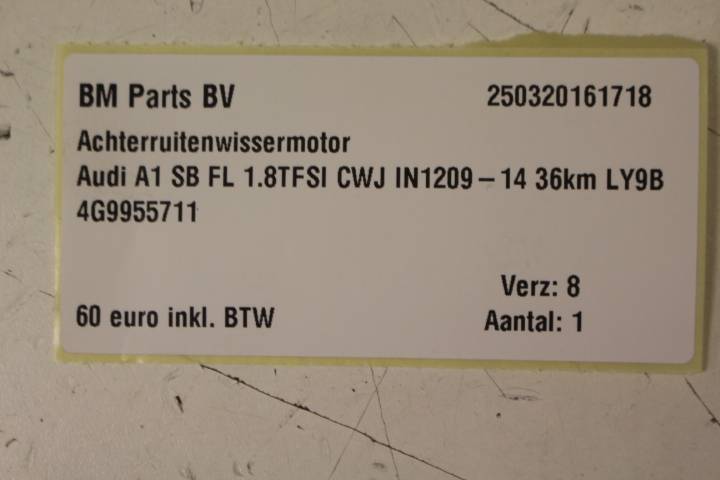 BM Parts BV 250320161718
Achterruitenwissermotor
Audi A1 SB FL 1.8TFSI CWJ IN1209-14 36km LY9B
4G9955711
Verz: 8
60 euro inkl. BTW Aantal: 1